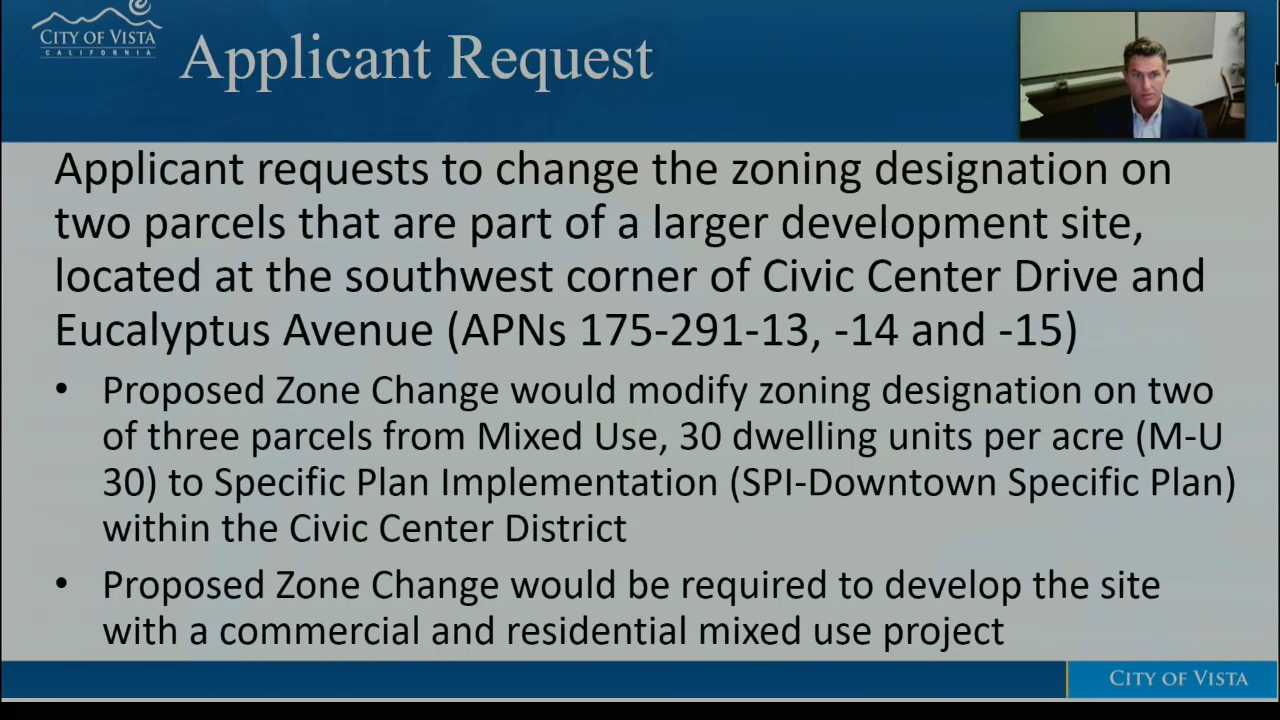 CITY OF VISTA
CALIFORNIA
Applicant Request
Applicant requests to change the zoning designation on
two parcels that are part of a larger development site,
located at the southwest corner of Civic Center Drive and
Eucalyptus Avenue (APNs 175-291-13, -14 and -15)
• Proposed Zone Change would modify zoning designation on two
of three parcels from Mixed Use, 30 dwelling units per acre (M-U
30) to Specific Plan Implementation (SPI-Downtown Specific Plan)
within the Civic Center District
• Proposed Zone Change would be required to develop the site
with a commercial and residential mixed use project
CITY OF VISTA